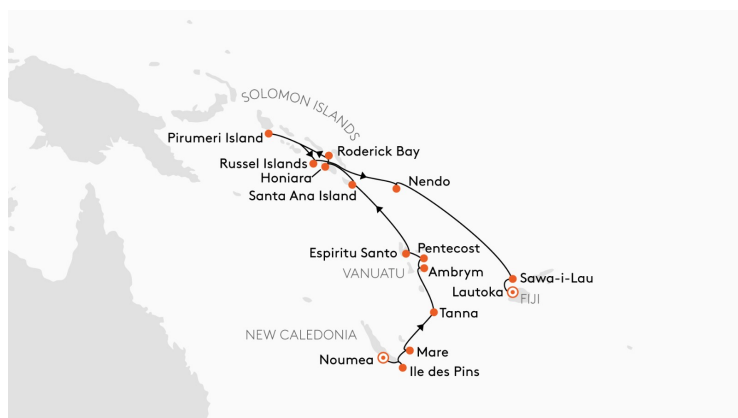 SOLOMON ISLANDS
Pirumeri Island
Roderick Bay
Russel Islands
Honiara
Nendo
Santa Ana Island
Espiritu Santo
Pentecost
VANUATU
Ambrym
Sawa-i-Lau
Lautoka
FIJI
Tanna
NEW CALEDONIA
Mare
Noumea
Ile des Pins